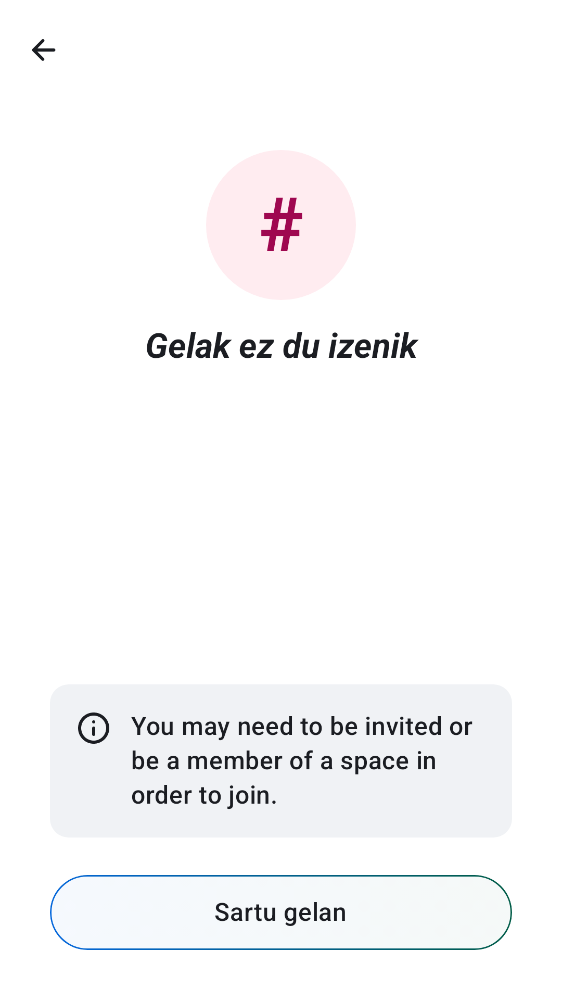 #
Gelak ez du izenik
You may need to be invited or
be a member of a space in
order to join.
Sartu gelan